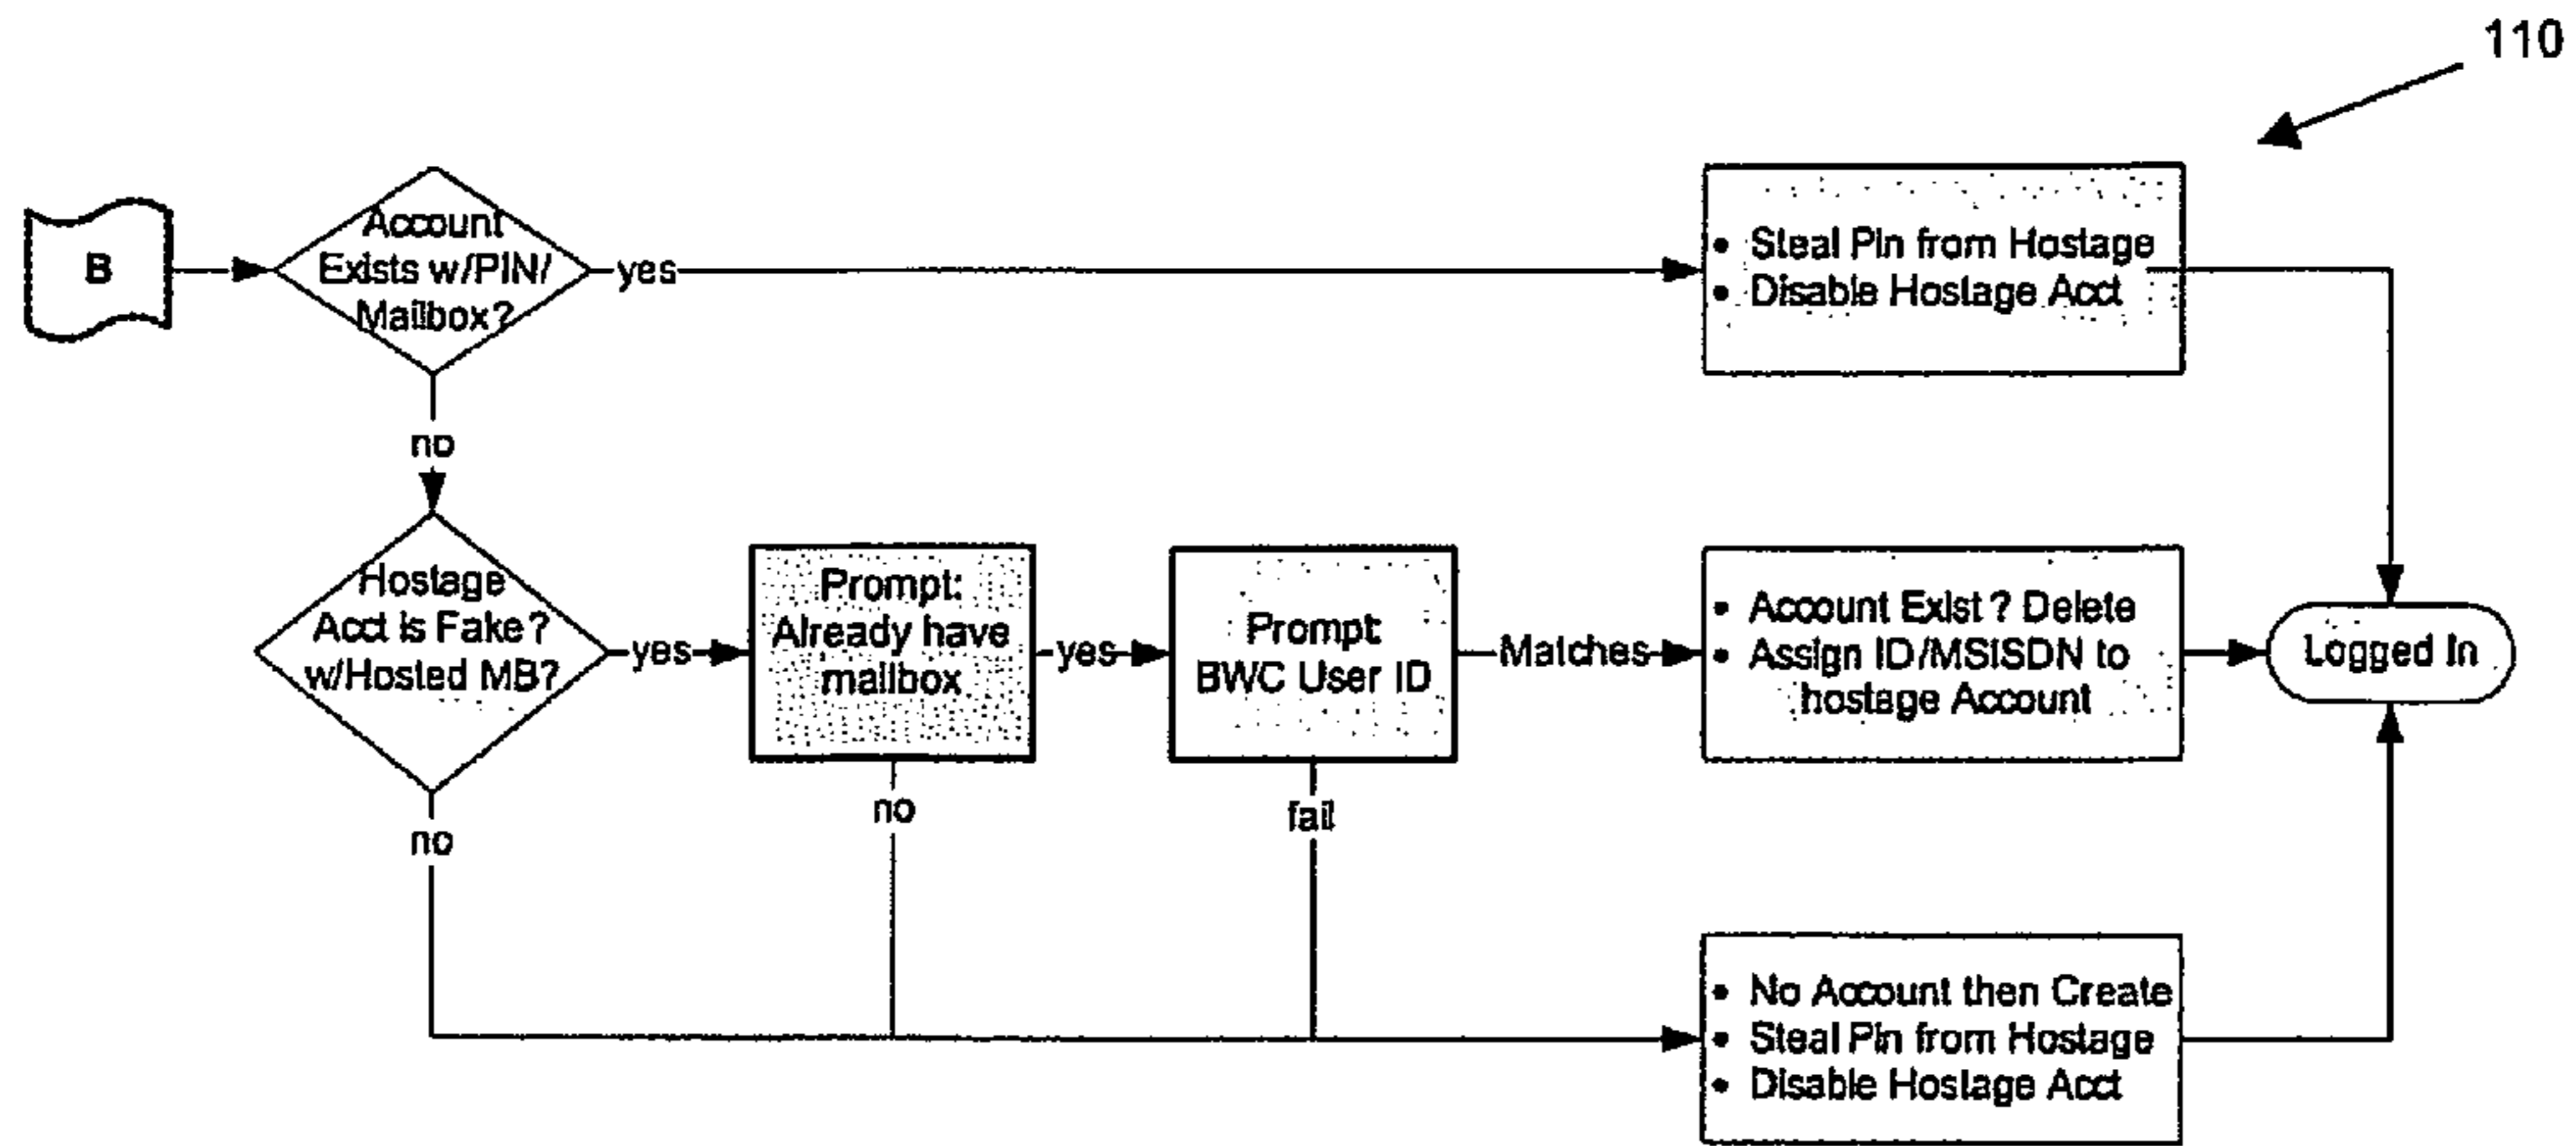 110
B
Account
Exists w/PIN/
Mailbox?
yes
• Steal Pin from Hostage
• Disable Hostage Acct
no
Hostage
Acct is Fake?
w/Hosted MB?
yes
Prompt:
Already have
mailbox
yes
Prompt:
BWC User ID
Matches
• Account Exist? Delete
• Assign ID/MSISDN to
hostage Account
Logged In
no
no
fail
• No Account then Create
• Steal Pin from Hostage
• Disable Hostage Acct